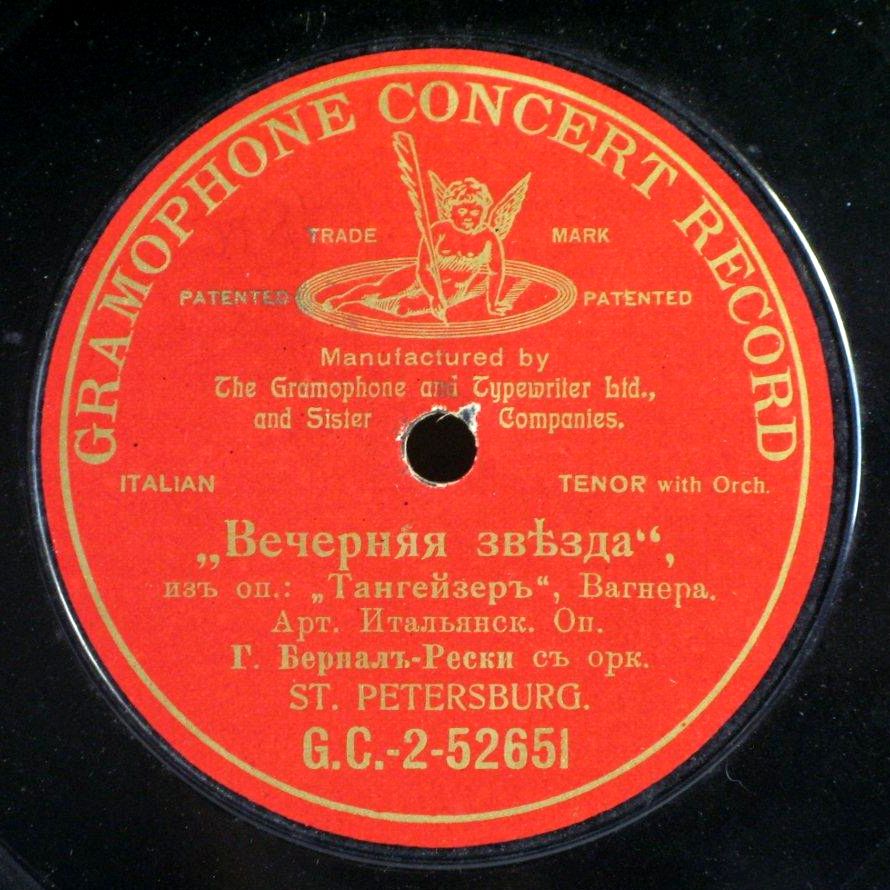 GRAMOPHONE CONCERT RECORD
TRADE MARK
PATENTED PATENTED
Manufactured by
The Gramophone and Typewriter Ltd.,
and Sister Companies.
ITALIAN TENOR with Orch.
„Вечерняя звѣзда“,
изъ оп.: „Тангейзеръ“, Вагнера.
Арт. Итальянск. Оп.
Г. Берналъ-Рески съ орк.
ST. PETERSBURG.
G.C.-2-52651